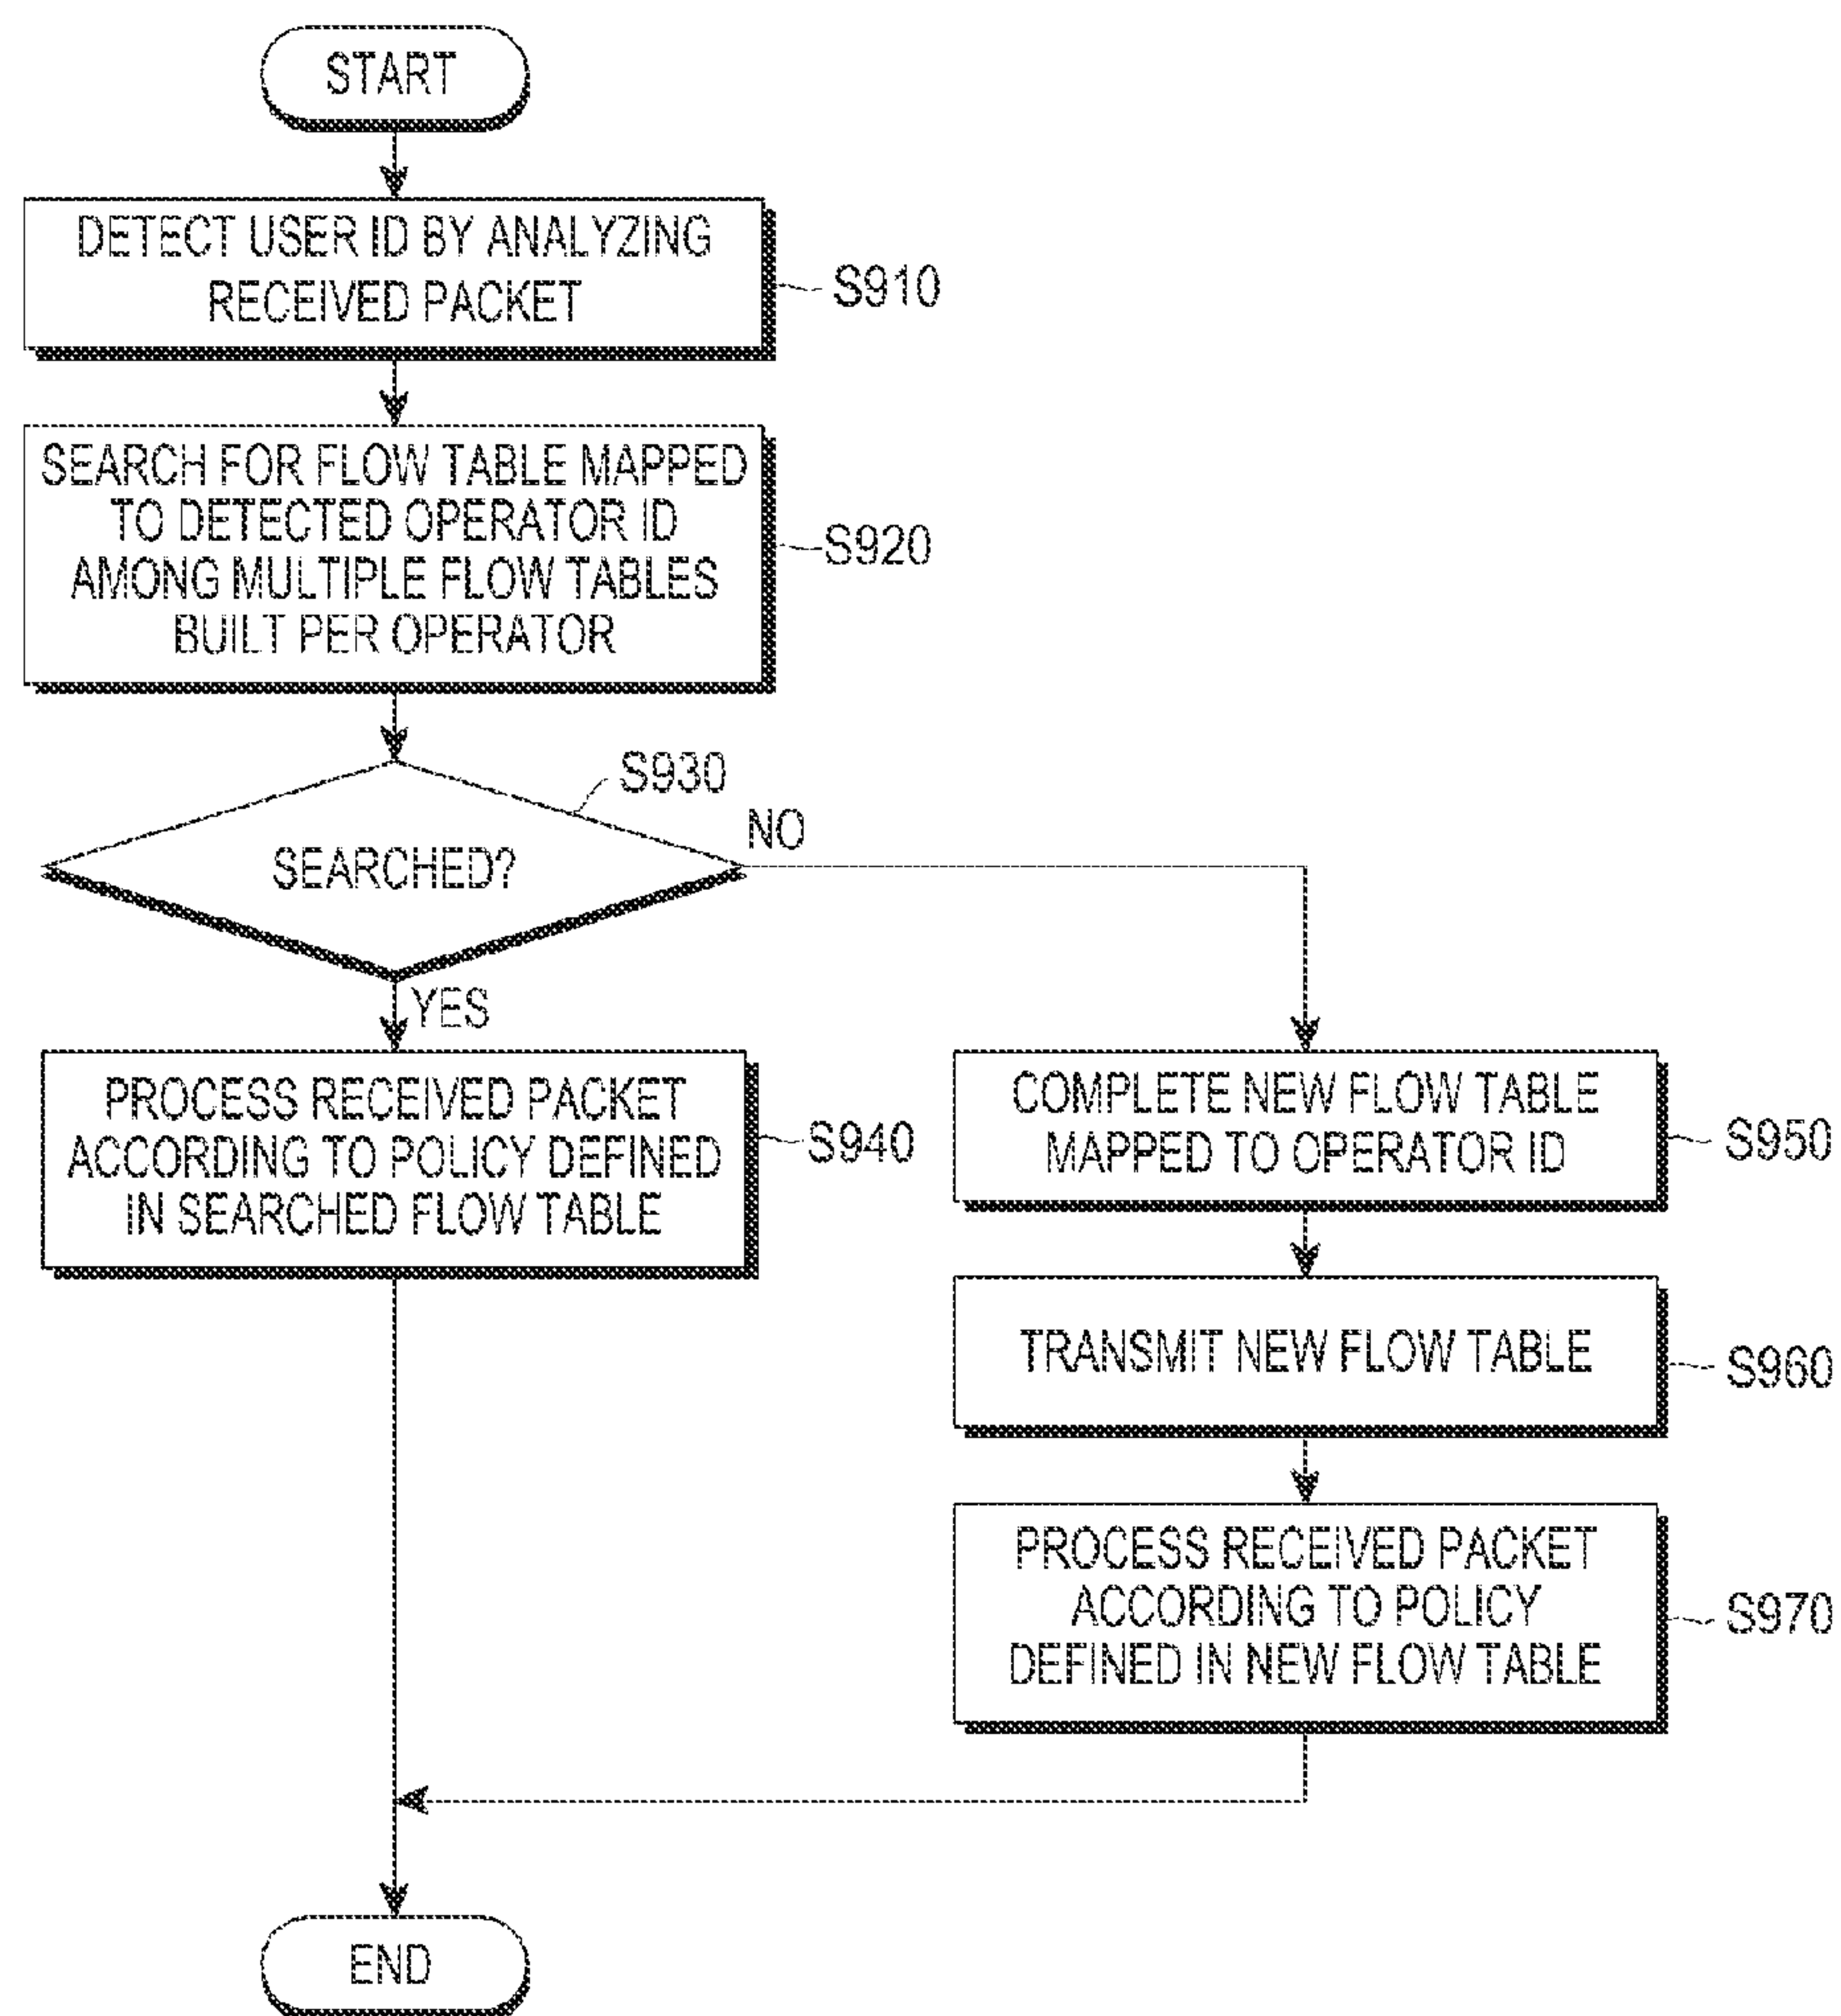 START
DETECT USER ID BY ANALYZING
RECEIVED PACKET
S910
SEARCH FOR FLOW TABLE MAPPED
TO DETECTED OPERATOR ID
AMONG MULTIPLE FLOW TABLES
BUILT PER OPERATOR
S920
S930
SEARCHED?
NO
YES
PROCESS RECEIVED PACKET
ACCORDING TO POLICY DEFINED
IN SEARCHED FLOW TABLE
S940
COMPLETE NEW FLOW TABLE
MAPPED TO OPERATOR ID
S950
TRANSMIT NEW FLOW TABLE
S960
PROCESS RECEIVED PACKET
ACCORDING TO POLICY
DEFINED IN NEW FLOW TABLE
S970
END